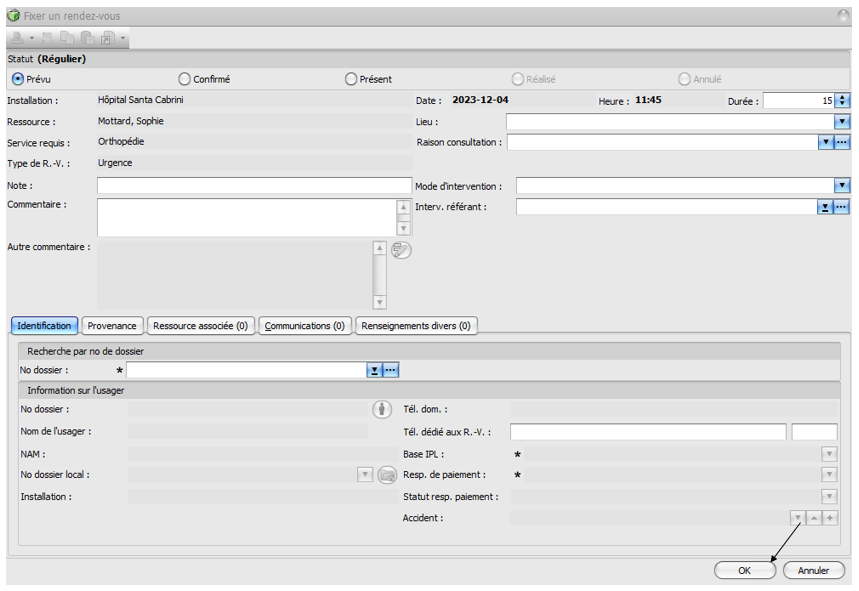 Fixer un rendez-vous
Statut (Régulier)
Prévu Confirmé Présent Réalisé Annulé
Installation : Hôpital Santa Cabrini Date : 2023-12-04 Heure : 11:45 Durée : 15
Ressource : Mottard, Sophie Lieu :
Service requis : Orthopédie Raison consultation :
Type de R.-V. : Urgence
Note : Mode d'intervention :
Commentaire : Interv. référant :
Autre commentaire :
Identification Provenance Ressource associée (0) Communications (0) Renseignements divers (0)
Recherche par no de dossier
No dossier : *
Information sur l'usager
No dossier : Tél. dom. :
Nom de l'usager : Tél. dédié aux R.-V. :
NAM : Base IPL : *
No dossier local : Resp. de paiement : *
Installation : Statut resp. paiement :
Accident :
OK Annuler